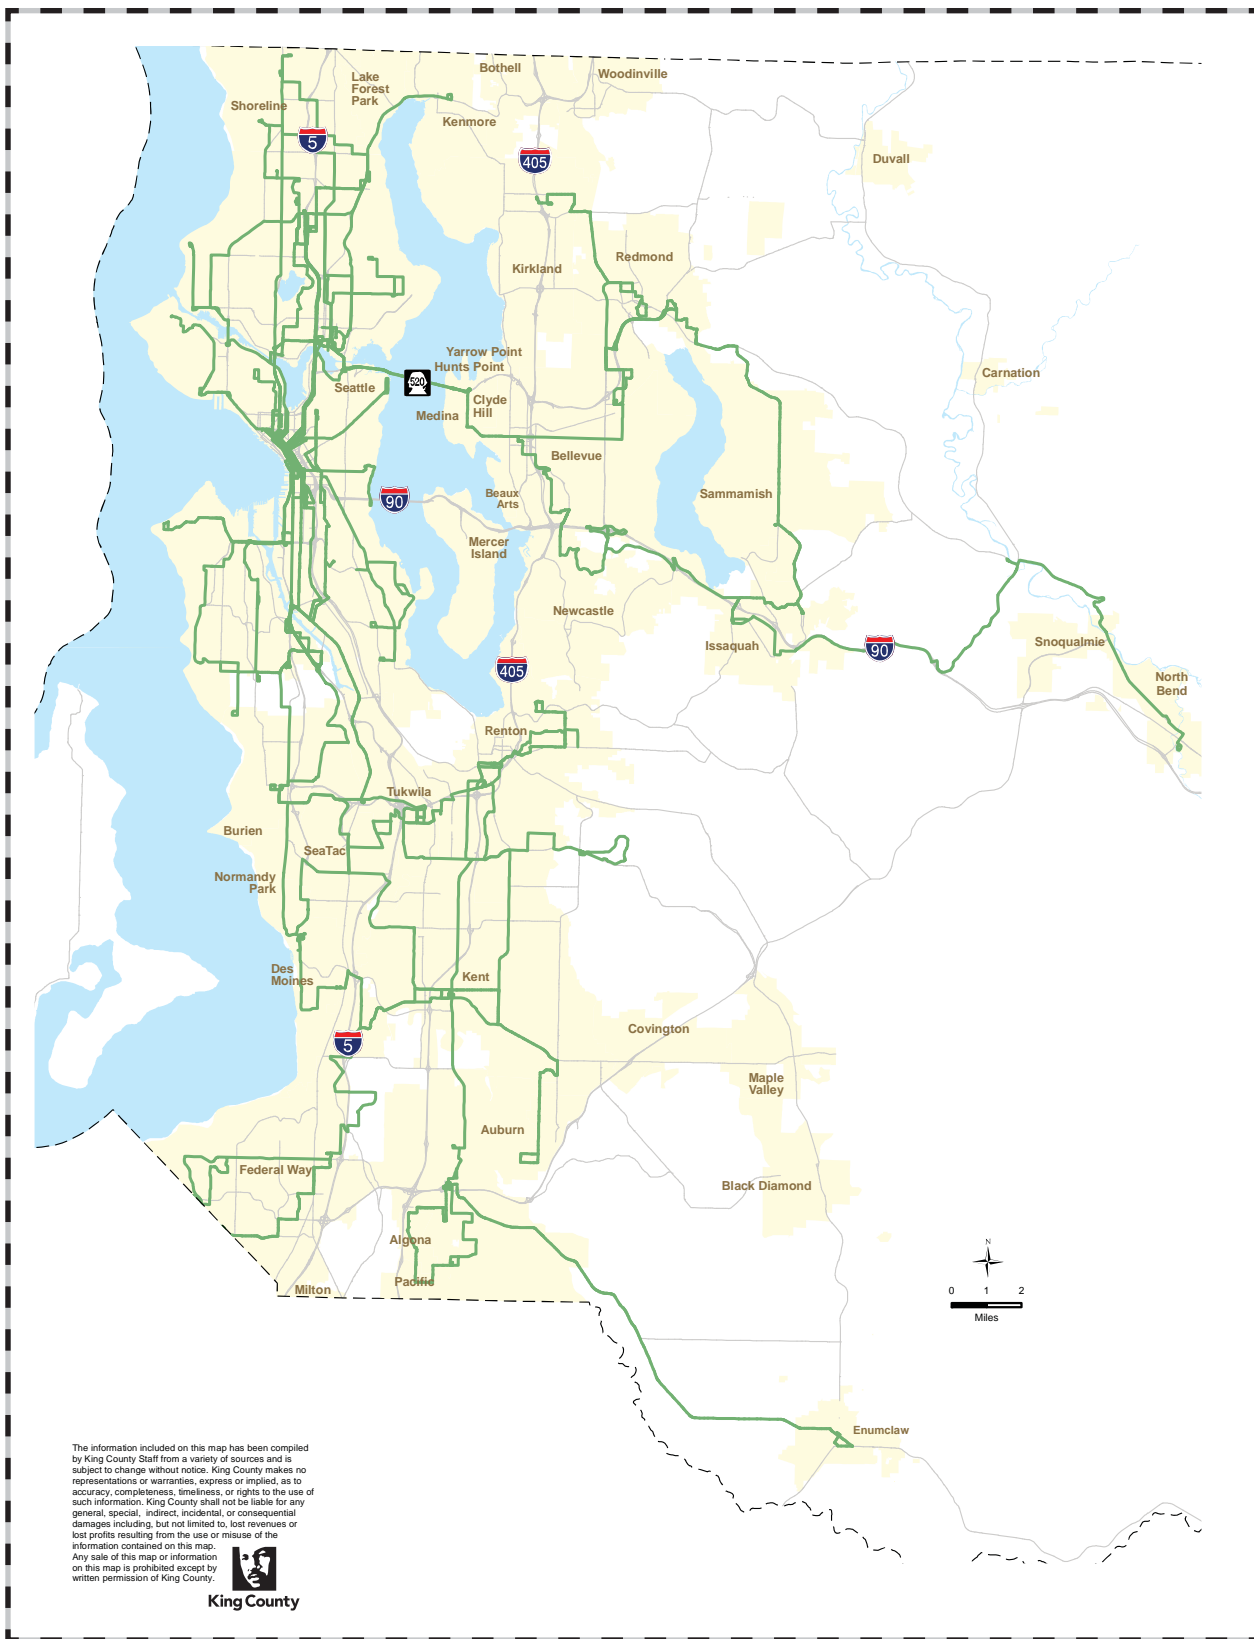 Bothell
Woodinville
Lake
Forest
Park
Shoreline
Kenmore
5
405
Duvall
Redmond
Kirkland
Yarrow Point
Hunts Point
Carnation
520
Seattle
Clyde
Hill
Medina
Bellevue
Sammamish
90
Beaux
Arts
Mercer
Island
Newcastle
Issaquah
90
Snoqualmie
405
North
Bend
Renton
Tukwila
Burien
SeaTac
Normandy
Park
Des
Moines
Kent
Covington
5
Maple
Valley
Auburn
Federal Way
Black Diamond
Algona
Pacific
Milton
N
0 1 2
Miles
Enumclaw
The information included on this map has been compiled
by King County Staff from a variety of sources and is
subject to change without notice. King County makes no
representations or warranties, express or implied, as to
accuracy, completeness, timeliness, or rights to the use of
such information. King County shall not be liable for any
general, special, indirect, incidental, or consequential
damages including, but not limited to, lost revenues or
lost profits resulting from the use or misuse of the
information contained on this map.
Any sale of this map or information
on this map is prohibited except by
written permission of King County.
King County